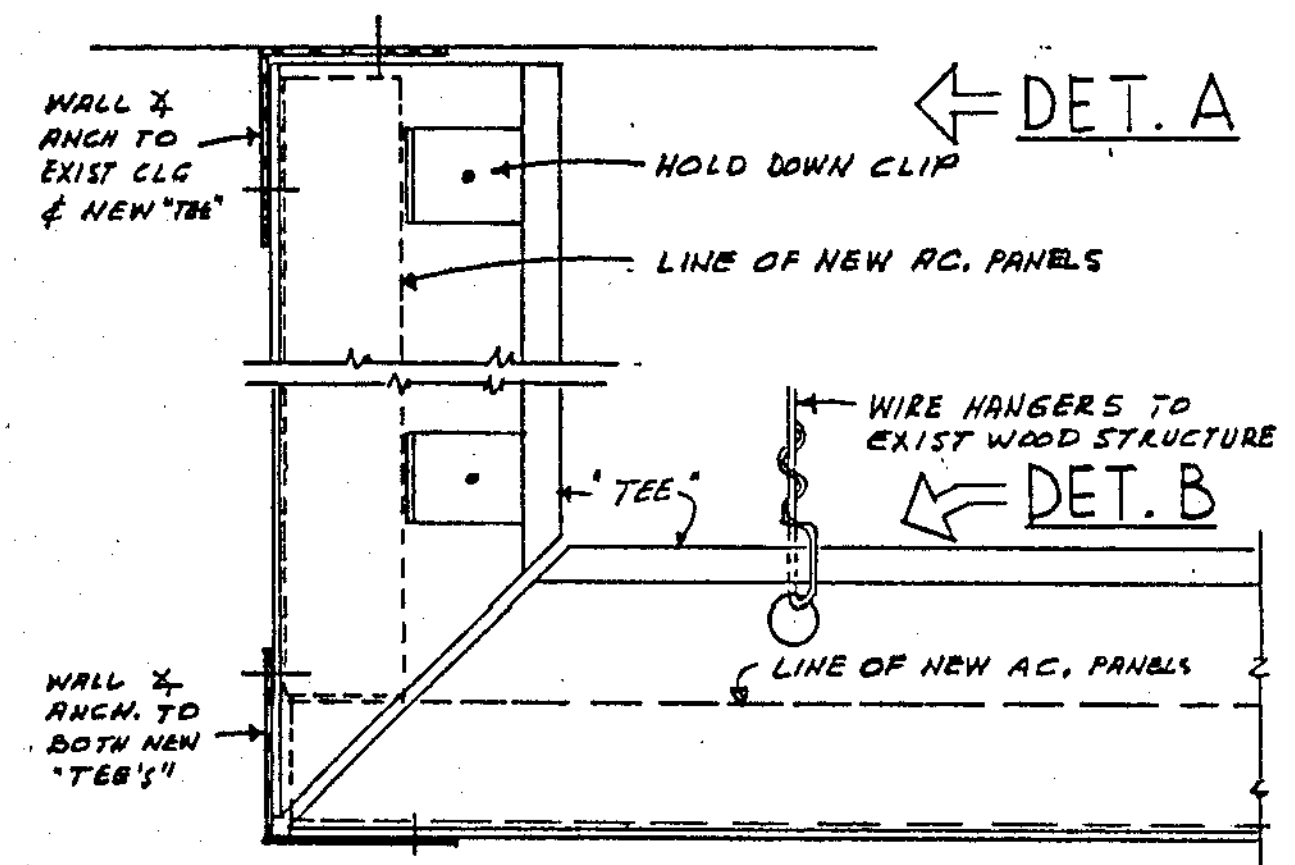 WALL ∡
ANCH TO
EXIST CLG
& NEW "TEE"
DET. A
HOLD DOWN CLIP
LINE OF NEW AC. PANELS
WIRE HANGERS TO
EXIST WOOD STRUCTURE
"TEE"
DET. B
LINE OF NEW AC. PANELS
WALL ∡
ANCH. TO
BOTH NEW
"TEE'S"